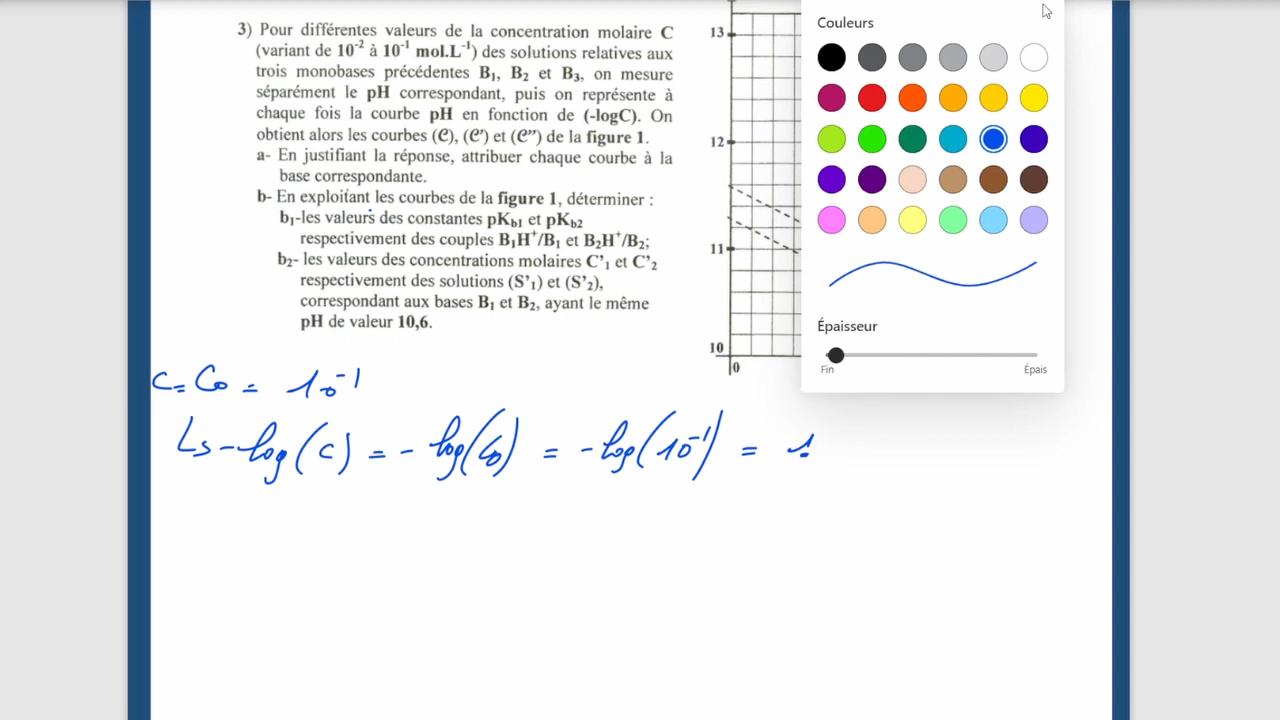 3) Pour différentes valeurs de la concentration molaire C
(variant de 10⁻² à 10⁻¹ mol.L⁻¹) des solutions relatives aux
trois monobases précédentes B₁, B₂ et B₃, on mesure
séparément le pH correspondant, puis on représente à
chaque fois la courbe pH en fonction de (-logC). On
obtient alors les courbes (C), (C') et (C'') de la figure 1.
a- En justifiant la réponse, attribuer chaque courbe à la
base correspondante.
b- En exploitant les courbes de la figure 1, déterminer :
b₁-les valeurs des constantes pKb1 et pKb2
respectivement des couples B₁H⁺/B₁ et B₂H⁺/B₂;
b₂- les valeurs des concentrations molaires C'₁ et C'₂
respectivement des solutions (S'₁) et (S'₂),
correspondant aux bases B₁ et B₂, ayant le même
pH de valeur 10,6.
13
12
11
10
0
Couleurs
Épaisseur
Fin Épais
C = C₀ = 10⁻¹
↳ -log(C) = -log(C₀) = -log(10⁻¹) = 1.